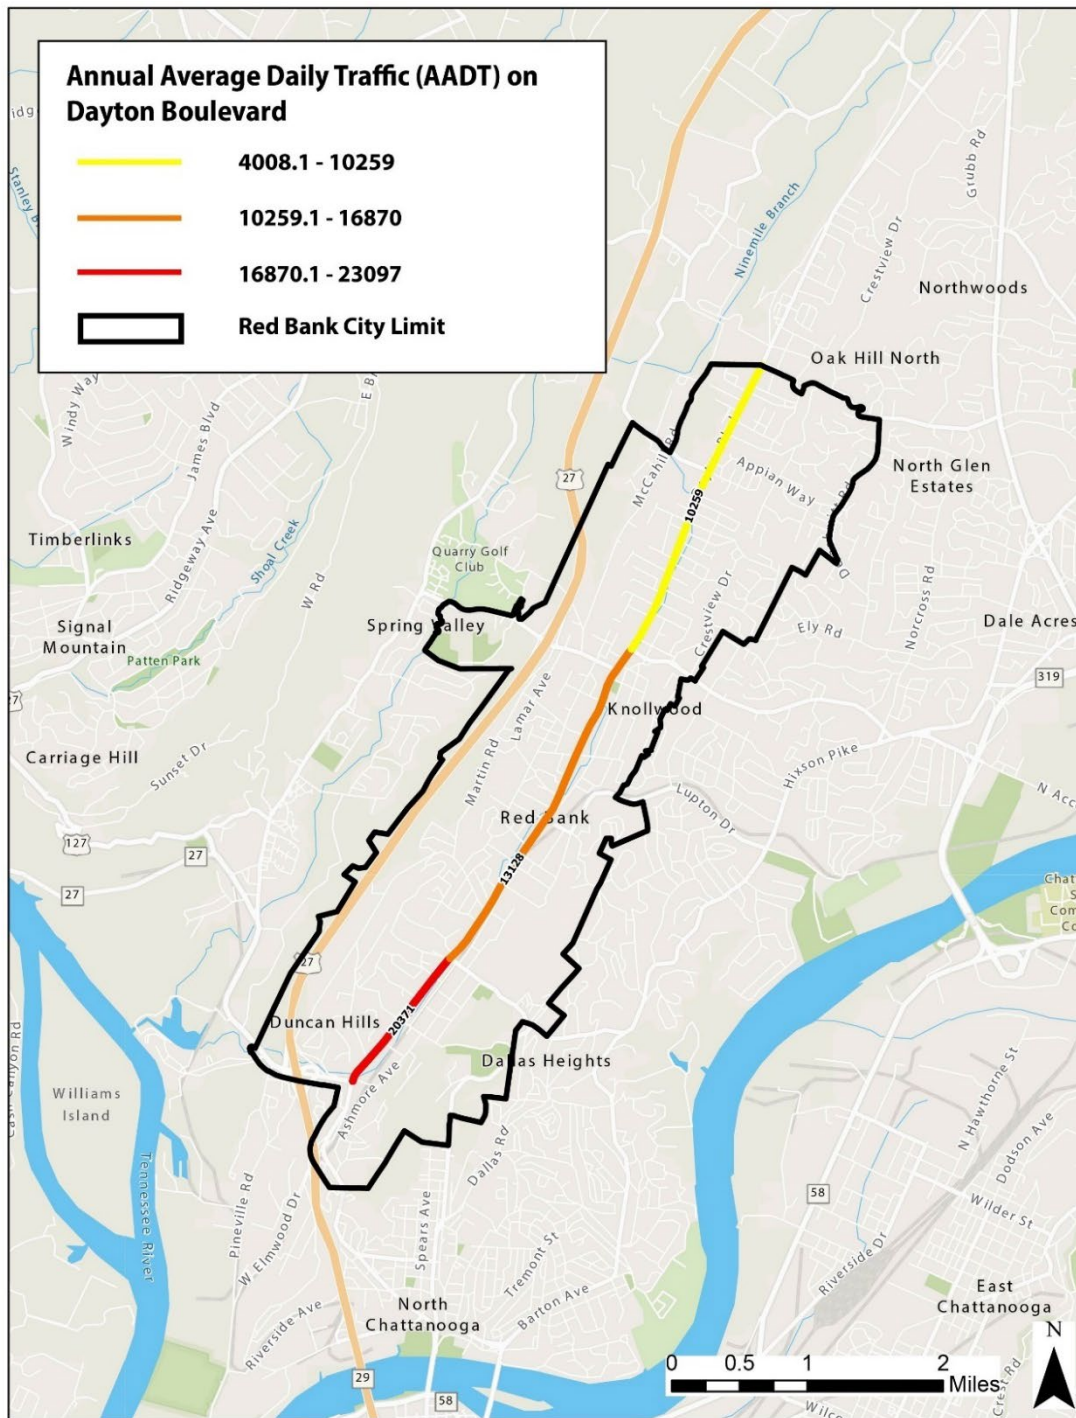 Annual Average Daily Traffic (AADT) on
Dayton Boulevard
4008.1 - 10259
10259.1 - 16870
16870.1 - 23097
Red Bank City Limit
Ninemile Branch
Grubb Rd
Crestview Dr
Northwoods
Oak Hill North
Windy Way
James Blvd
McCahill Rd
Appian Way
North Glen
Estates
27
10259
Timberlinks
Ridgeway Ave
Shoal Creek
Quarry Golf
Club
W Rd
Norcross Rd
Signal
Mountain
Patten Park
Spring Valley
Crestview Dr
Ely Rd
Dale Acres
319
Lamar Ave
Knollwood
Carriage Hill
Sunset Dr
Martin Rd
Hixson Pike
Lupton Dr
Red Bank
127
27
27
13128
27
Duncan Hills
20371
Dallas Heights
Ashmore Ave
Williams
Island
Tennessee River
Dallas Rd
N Hawthorne St
Dodson Ave
58
Wilder St
Pineville Rd
W Elmwood Dr
Spears Ave
Tremont St
Riverside Dr
Barton Ave
North
Chattanooga
Riverside Ave
East
Chattanooga
29
58
N
0 0.5 1 2
Miles